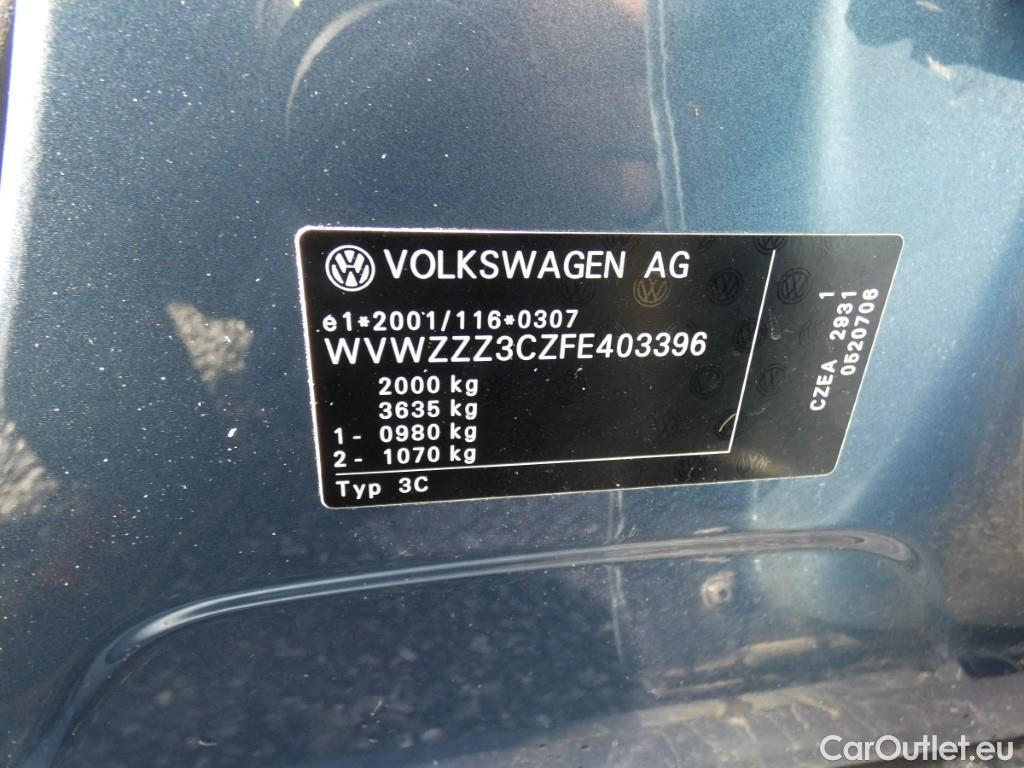 VOLKSWAGEN AG
e1*2001/116*0307
WVWZZZ3CZFE403396
2000 kg
3635 kg
1- 0980 kg
2- 1070 kg
Typ 3C
CZEA 2931 1
0520706
CarOutlet.eu